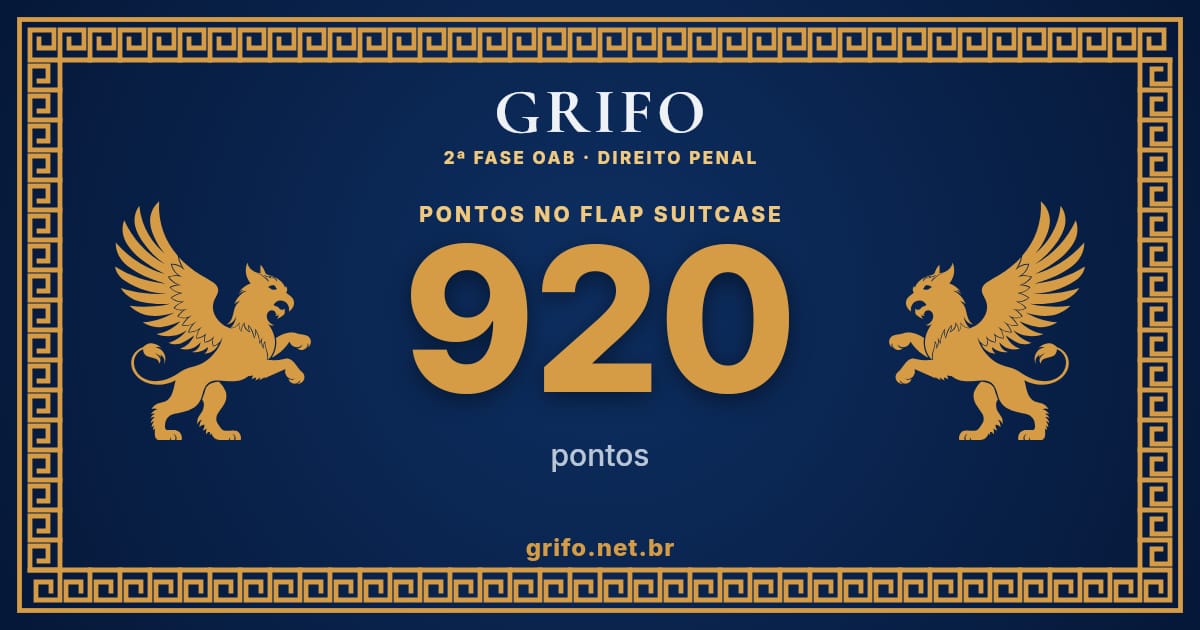 GRIFO
2ª FASE OAB · DIREITO PENAL
PONTOS NO FLAP SUITCASE
920
pontos
grifo.net.br